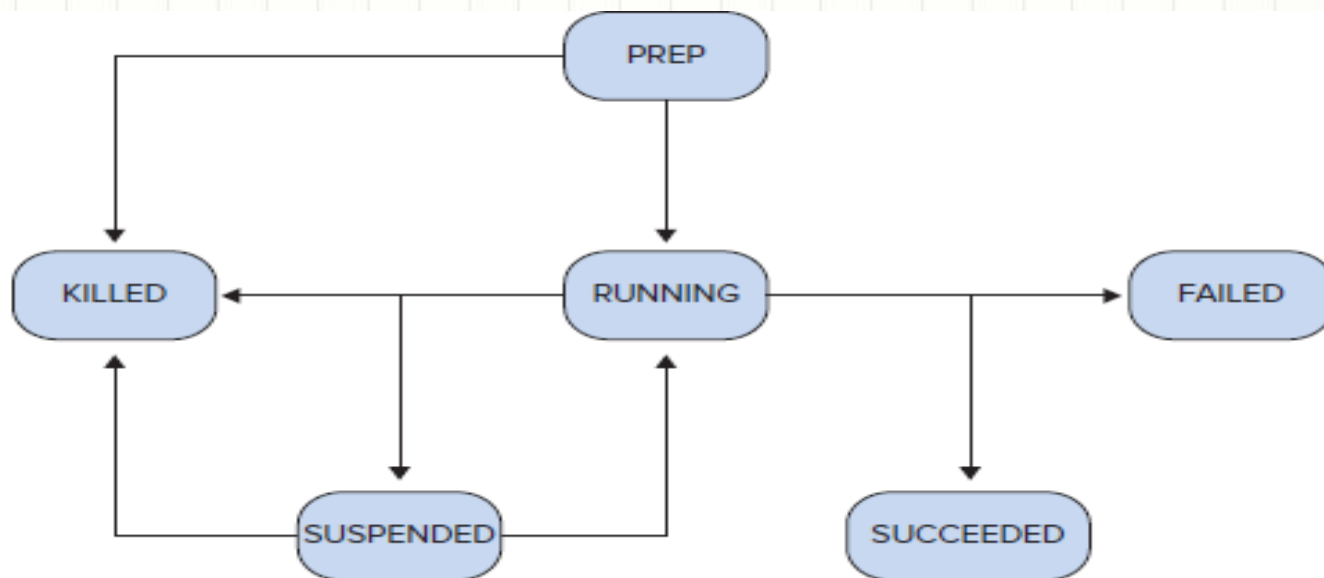 PREP
KILLED
RUNNING
FAILED
SUSPENDED
SUCCEEDED